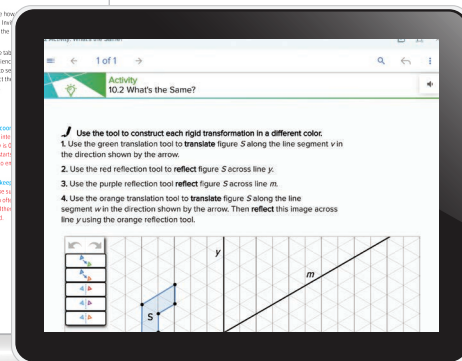 1 of 1
Activity
10.2 What's the Same?
Use the tool to construct each rigid transformation in a different color.
1. Use the green translation tool to translate figure S along the line segment v in
the direction shown by the arrow.
2. Use the red reflection tool to reflect figure S across line y.
3. Use the purple reflection tool reflect figure S across line m.
4. Use the orange translation tool to translate figure S along the line
segment w in the direction shown by the arrow. Then reflect this image across
line y using the orange reflection tool.
y
m
S